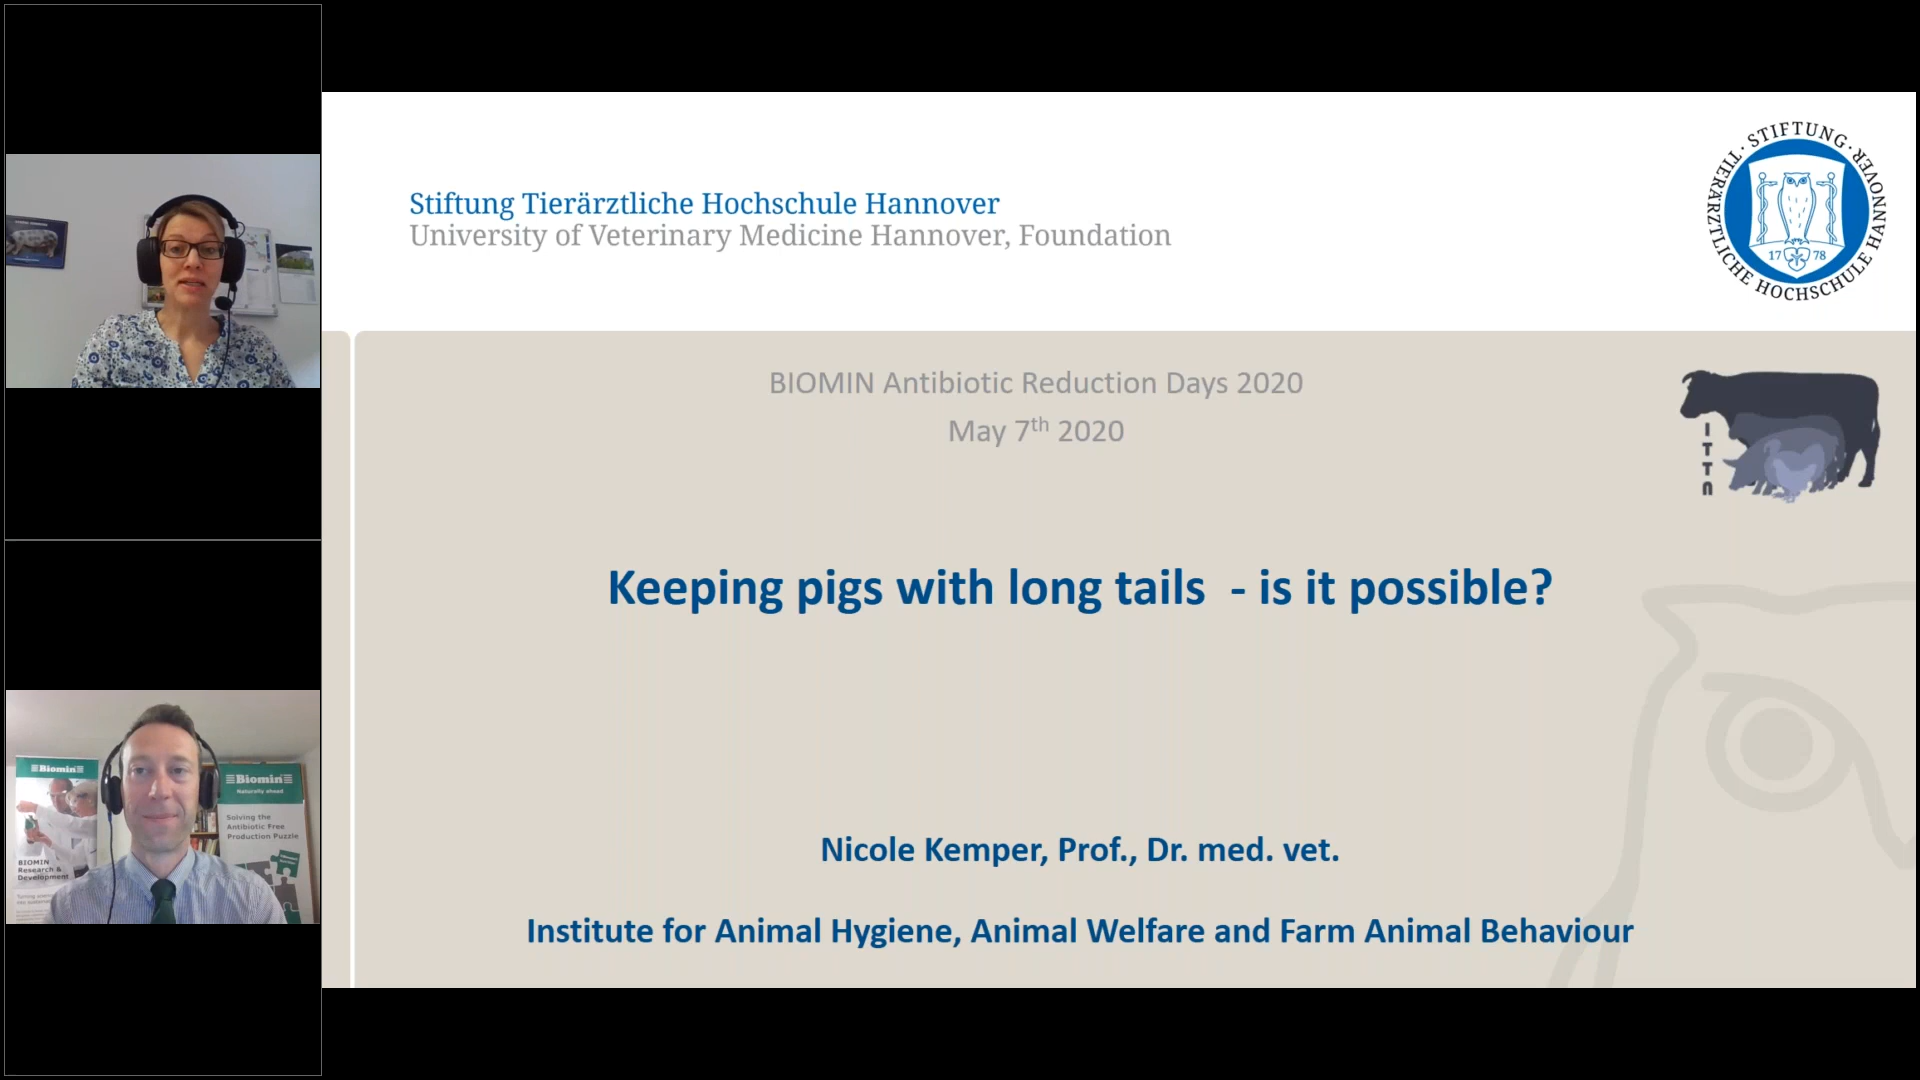 Stiftung Tierärztliche Hochschule Hannover
University of Veterinary Medicine Hannover, Foundation
· STIFTUNG · TIERÄRZTLICHE HOCHSCHULE HANNOVER
17 78
BIOMIN Antibiotic Reduction Days 2020
May 7th 2020
ITTN
Keeping pigs with long tails - is it possible?
Nicole Kemper, Prof., Dr. med. vet.
Institute for Animal Hygiene, Animal Welfare and Farm Animal Behaviour
Biomin
BIOMIN
Research &
Development
Biomin
Naturally ahead
Solving the
Antibiotic Free
Production Puzzle